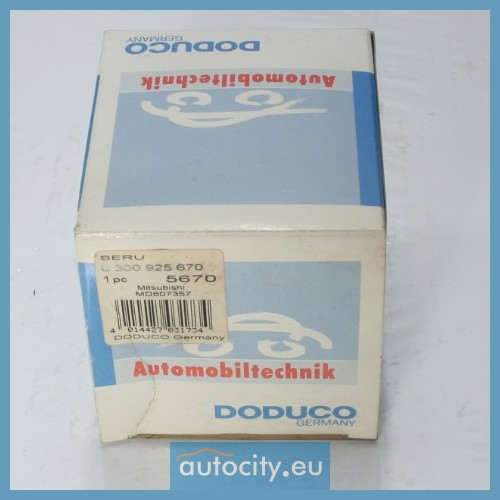 DODUCO
GERMANY
Automobiltechnik
BERU
0 300 925 670
1 pc 5670
Mitsubishi
MD607357
4 014427 031734
DODUCO Germany
Automobiltechnik
DODUCO
GERMANY
autocity.eu